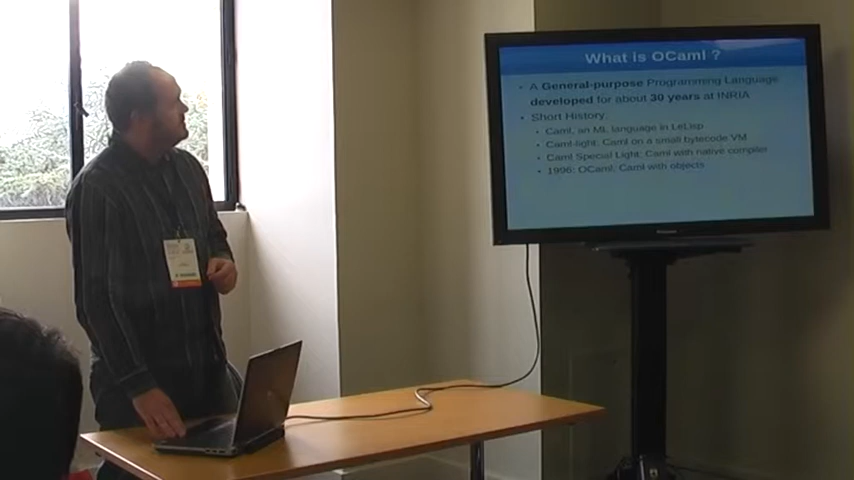 What is OCaml ?
• A General-purpose Programming Language
developed for about 30 years at INRIA
• Short History:
• Caml, an ML language in LeLisp
• Caml-light: Caml on a small bytecode VM
• Caml Special Light: Caml with native compiler
• 1996: OCaml, Caml with objects